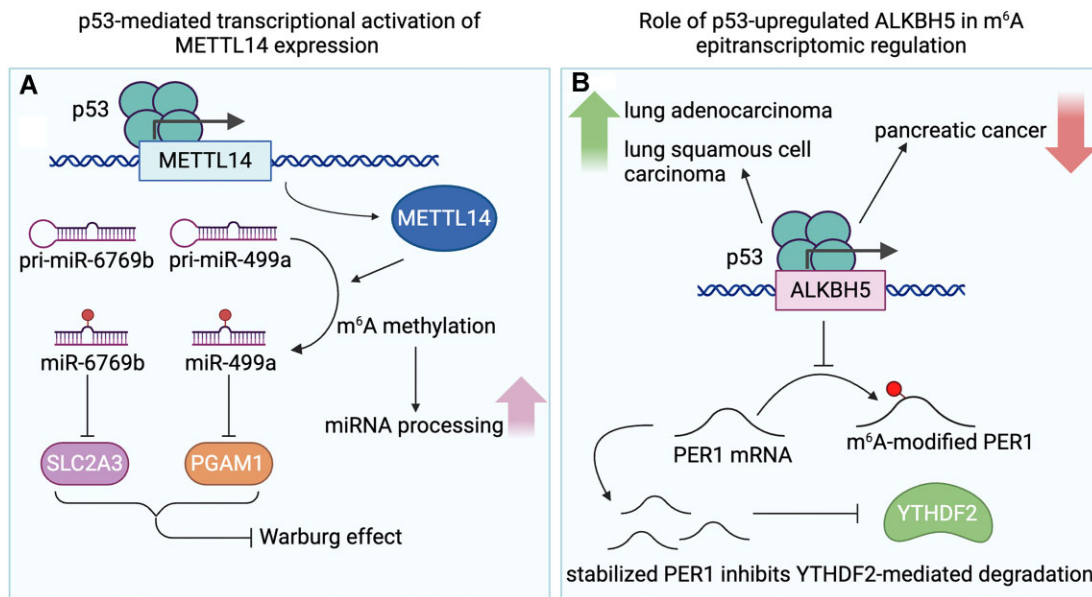 p53-mediated transcriptional activation of
METTL14 expression
A
p53
METTL14
METTL14
pri-miR-6769b
pri-miR-499a
m⁶A methylation
miR-6769b
miR-499a
miRNA processing
SLC2A3
PGAM1
Warburg effect
Role of p53-upregulated ALKBH5 in m⁶A
epitranscriptomic regulation
B
lung adenocarcinoma
lung squamous cell
carcinoma
pancreatic cancer
p53
ALKBH5
PER1 mRNA
m⁶A-modified PER1
YTHDF2
stabilized PER1 inhibits YTHDF2-mediated degradation